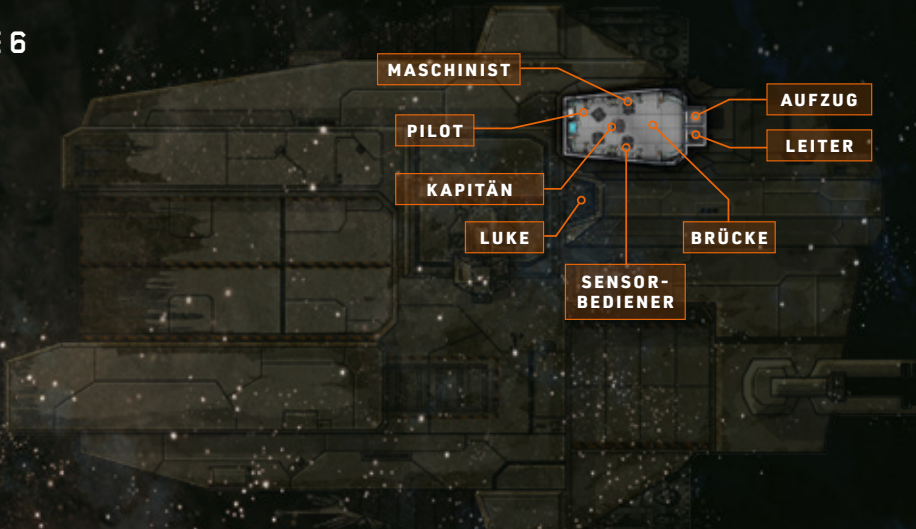 6
MASCHINIST
AUFZUG
PILOT
LEITER
KAPITÄN
LUKE
BRÜCKE
SENSOR-
BEDIENER